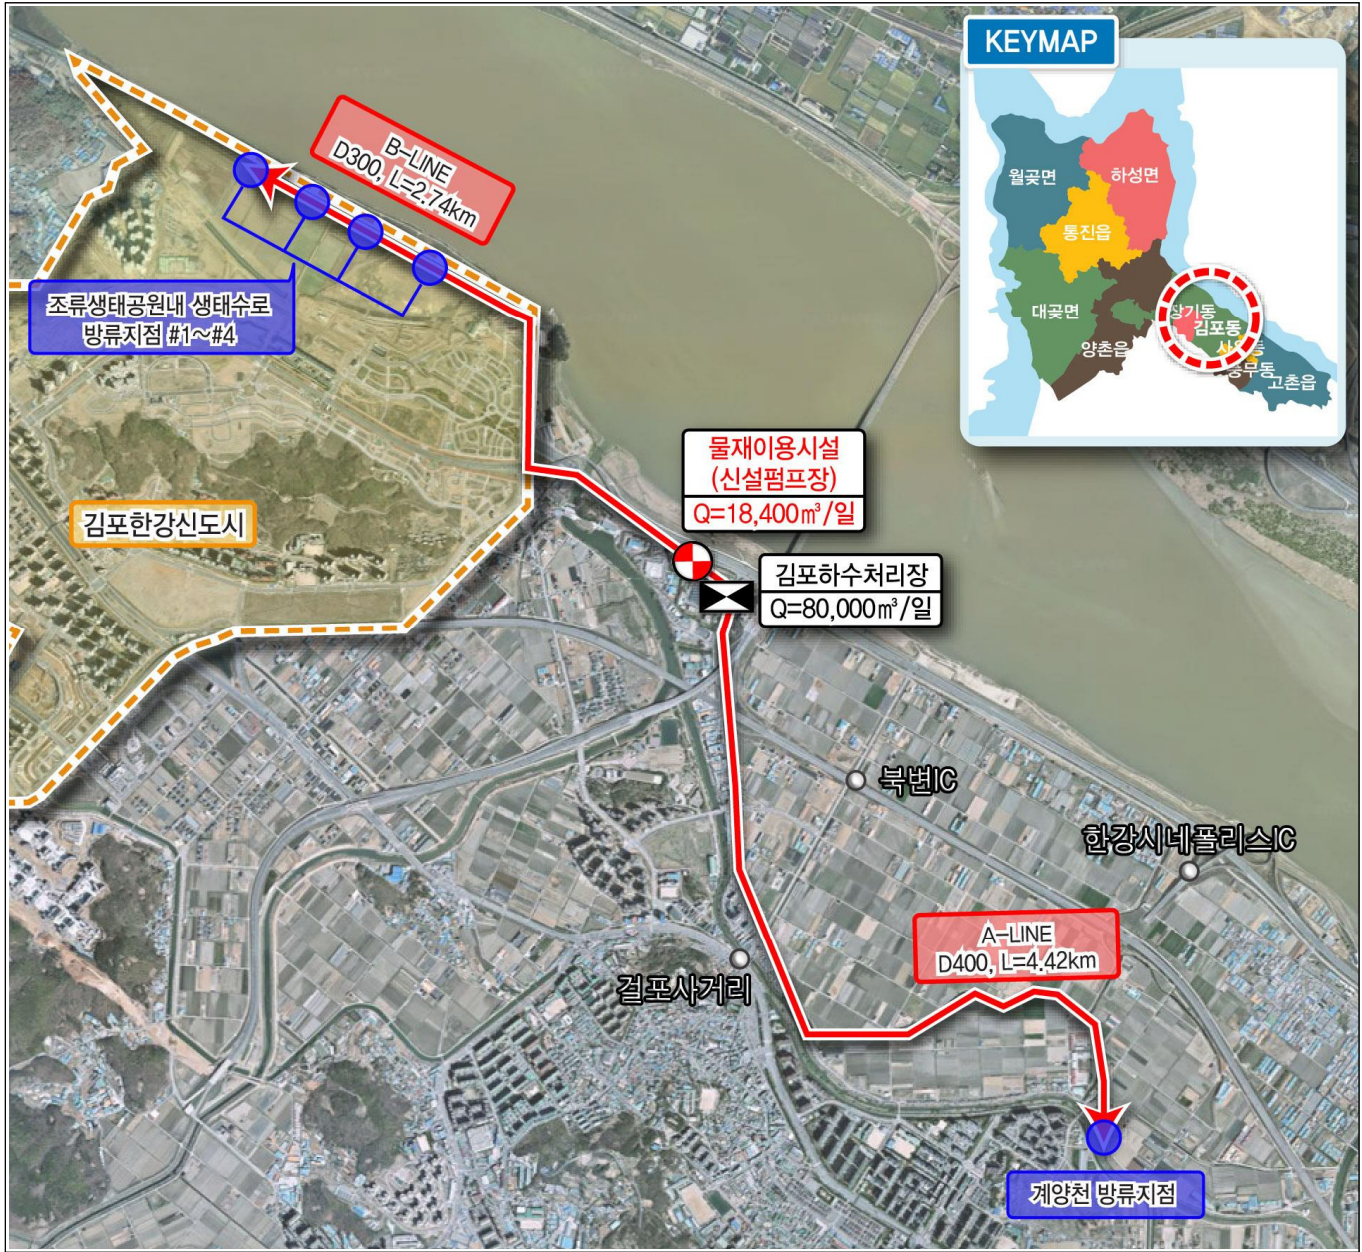 KEYMAP
월곶면
하성면
통진읍
대곶면
양촌읍
장기동
김포동
고촌읍
B-LINE
D300, L=2.74km
조류생태공원내 생태수로
방류지점 #1~#4
김포한강신도시
물재이용시설
(신설펌프장)
Q=18,400㎥/일
김포하수처리장
Q=80,000㎥/일
북변IC
한강시네폴리스IC
A-LINE
D400, L=4.42km
걸포사거리
계양천 방류지점